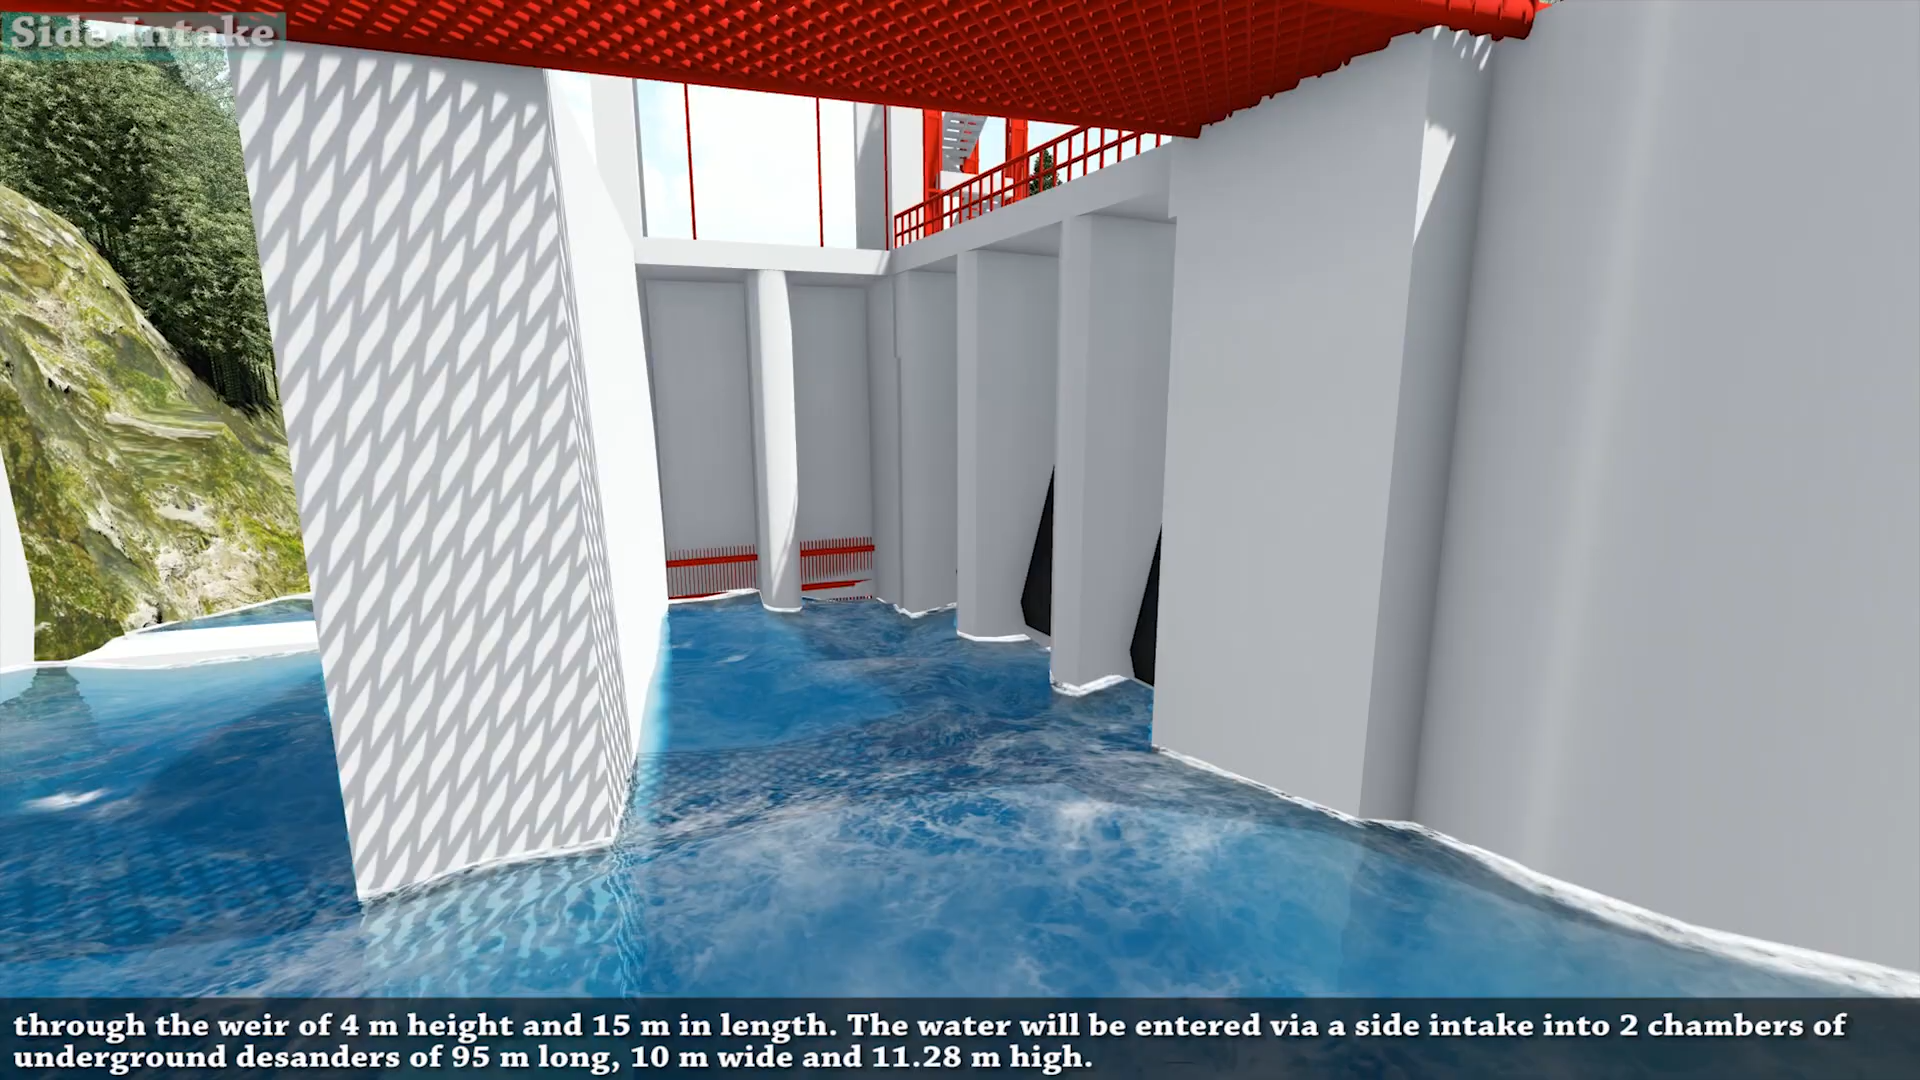 Side Intake
through the weir of 4 m height and 15 m in length. The water will be entered via a side intake into 2 chambers of
underground desanders of 95 m long, 10 m wide and 11.28 m high.